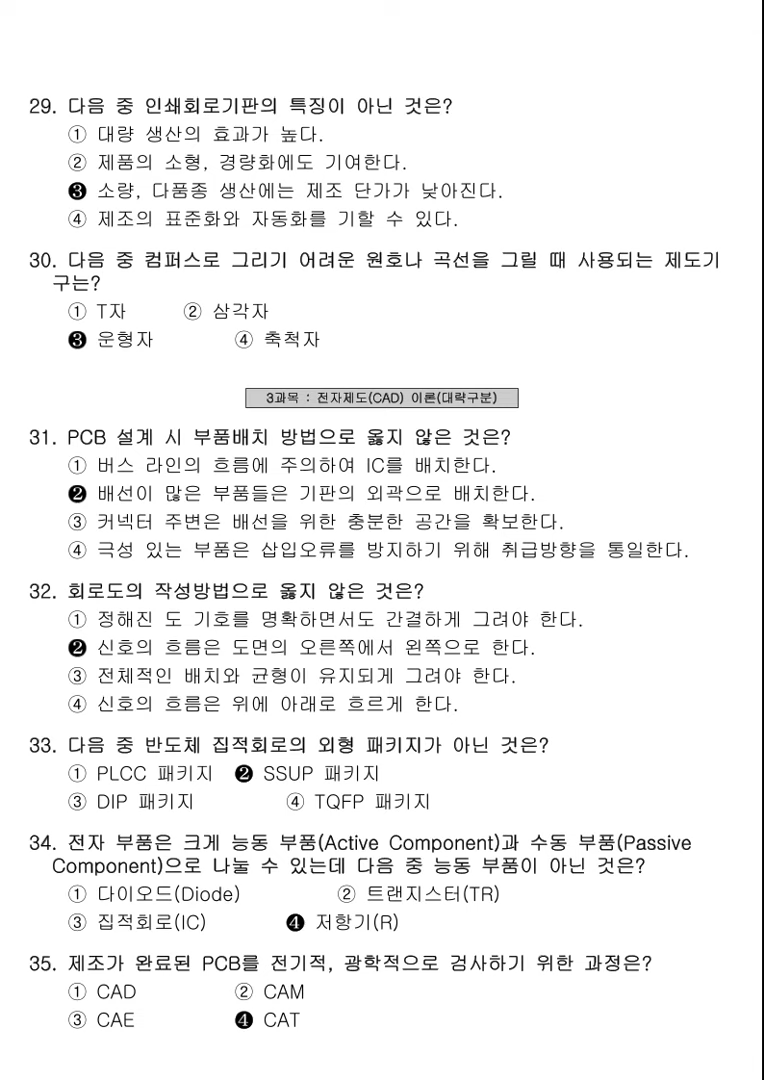 29. 다음 중 인쇄회로기판의 특징이 아닌 것은?
① 대량 생산의 효과가 높다.
② 제품의 소형, 경량화에도 기여한다.
❸ 소량, 다품종 생산에는 제조 단가가 낮아진다.
④ 제조의 표준화와 자동화를 기할 수 있다.
30. 다음 중 컴퍼스로 그리기 어려운 원호나 곡선을 그릴 때 사용되는 제도기
구는?
① T자 ② 삼각자
❸ 운형자 ④ 축척자
3과목 : 전자제도(CAD) 이론(대략구분)
31. PCB 설계 시 부품배치 방법으로 옳지 않은 것은?
① 버스 라인의 흐름에 주의하여 IC를 배치한다.
❷ 배선이 많은 부품들은 기판의 외곽으로 배치한다.
③ 커넥터 주변은 배선을 위한 충분한 공간을 확보한다.
④ 극성 있는 부품은 삽입오류를 방지하기 위해 취급방향을 통일한다.
32. 회로도의 작성방법으로 옳지 않은 것은?
① 정해진 도 기호를 명확하면서도 간결하게 그려야 한다.
❷ 신호의 흐름은 도면의 오른쪽에서 왼쪽으로 한다.
③ 전체적인 배치와 균형이 유지되게 그려야 한다.
④ 신호의 흐름은 위에 아래로 흐르게 한다.
33. 다음 중 반도체 집적회로의 외형 패키지가 아닌 것은?
① PLCC 패키지 ❷ SSUP 패키지
③ DIP 패키지 ④ TQFP 패키지
34. 전자 부품은 크게 능동 부품(Active Component)과 수동 부품(Passive
Component)으로 나눌 수 있는데 다음 중 능동 부품이 아닌 것은?
① 다이오드(Diode) ② 트랜지스터(TR)
③ 집적회로(IC) ❹ 저항기(R)
35. 제조가 완료된 PCB를 전기적, 광학적으로 검사하기 위한 과정은?
① CAD ② CAM
③ CAE ❹ CAT